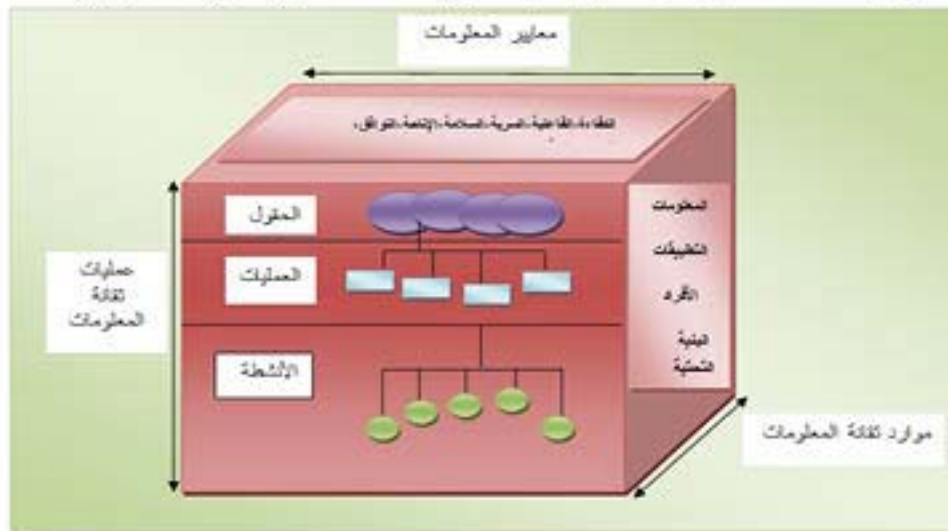 معايير المعلومات
الكفاءة-الفاعلية-السرية-السلامة-الإتاحة-التوافق،
الحقول
العمليات
الأنشطة
عمليات
تقانة
المعلومات
المعلومات
التطبيقات
الأفراد
البنية
التحتية
موارد تقانة المعلومات